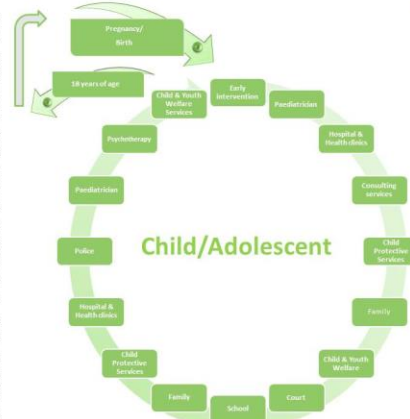 Pregnancy/
Birth
18 years of age
Child & Youth
Welfare
Services
Early
Intervention
Paediatrician
Hospital &
Health clinics
Consulting
services
Child
Protective
Services
Family
Child & Youth
Welfare
Court
School
Family
Child
Protective
Services
Hospital &
Health clinics
Police
Paediatrician
Psychotherapy
Child/Adolescent